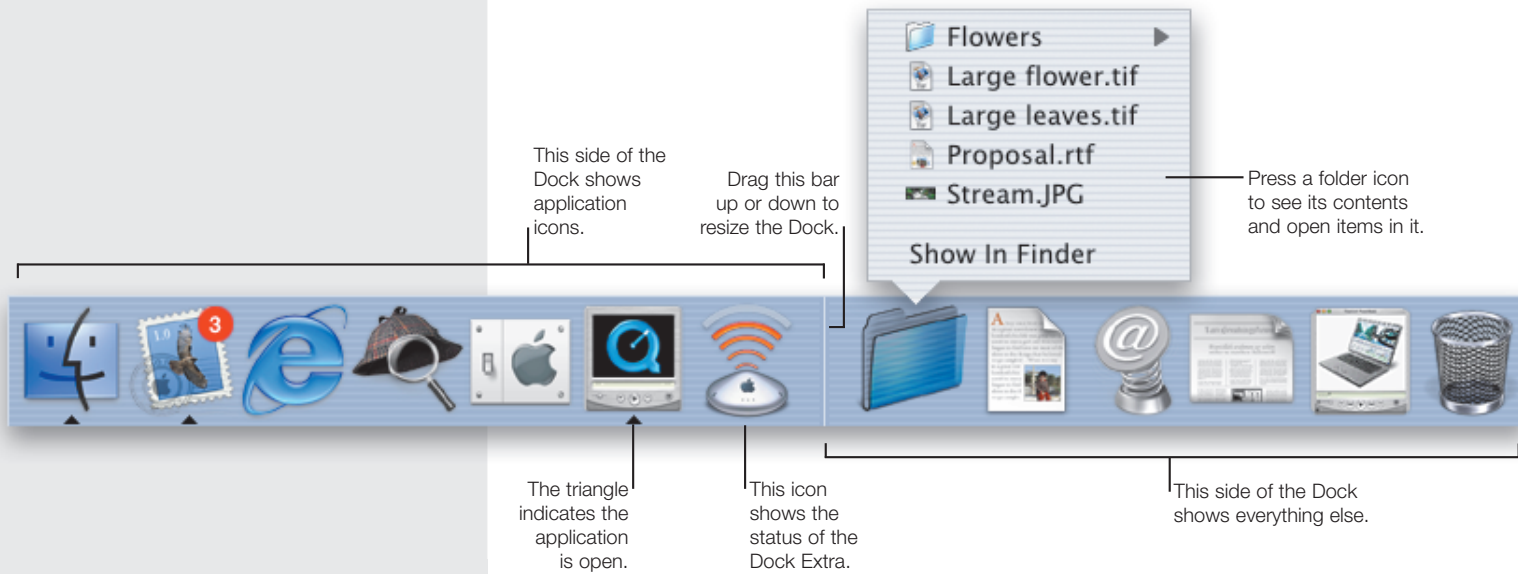 Flowers
Large flower.tif
Large leaves.tif
Proposal.rtf
Stream.JPG
Show In Finder
This side of the
Dock shows
application
icons.
Drag this bar
up or down to
resize the Dock.
Press a folder icon
to see its contents
and open items in it.
1.0
3
@
The triangle
indicates the
application
is open.
This icon
shows the
status of the
Dock Extra.
This side of the Dock
shows everything else.